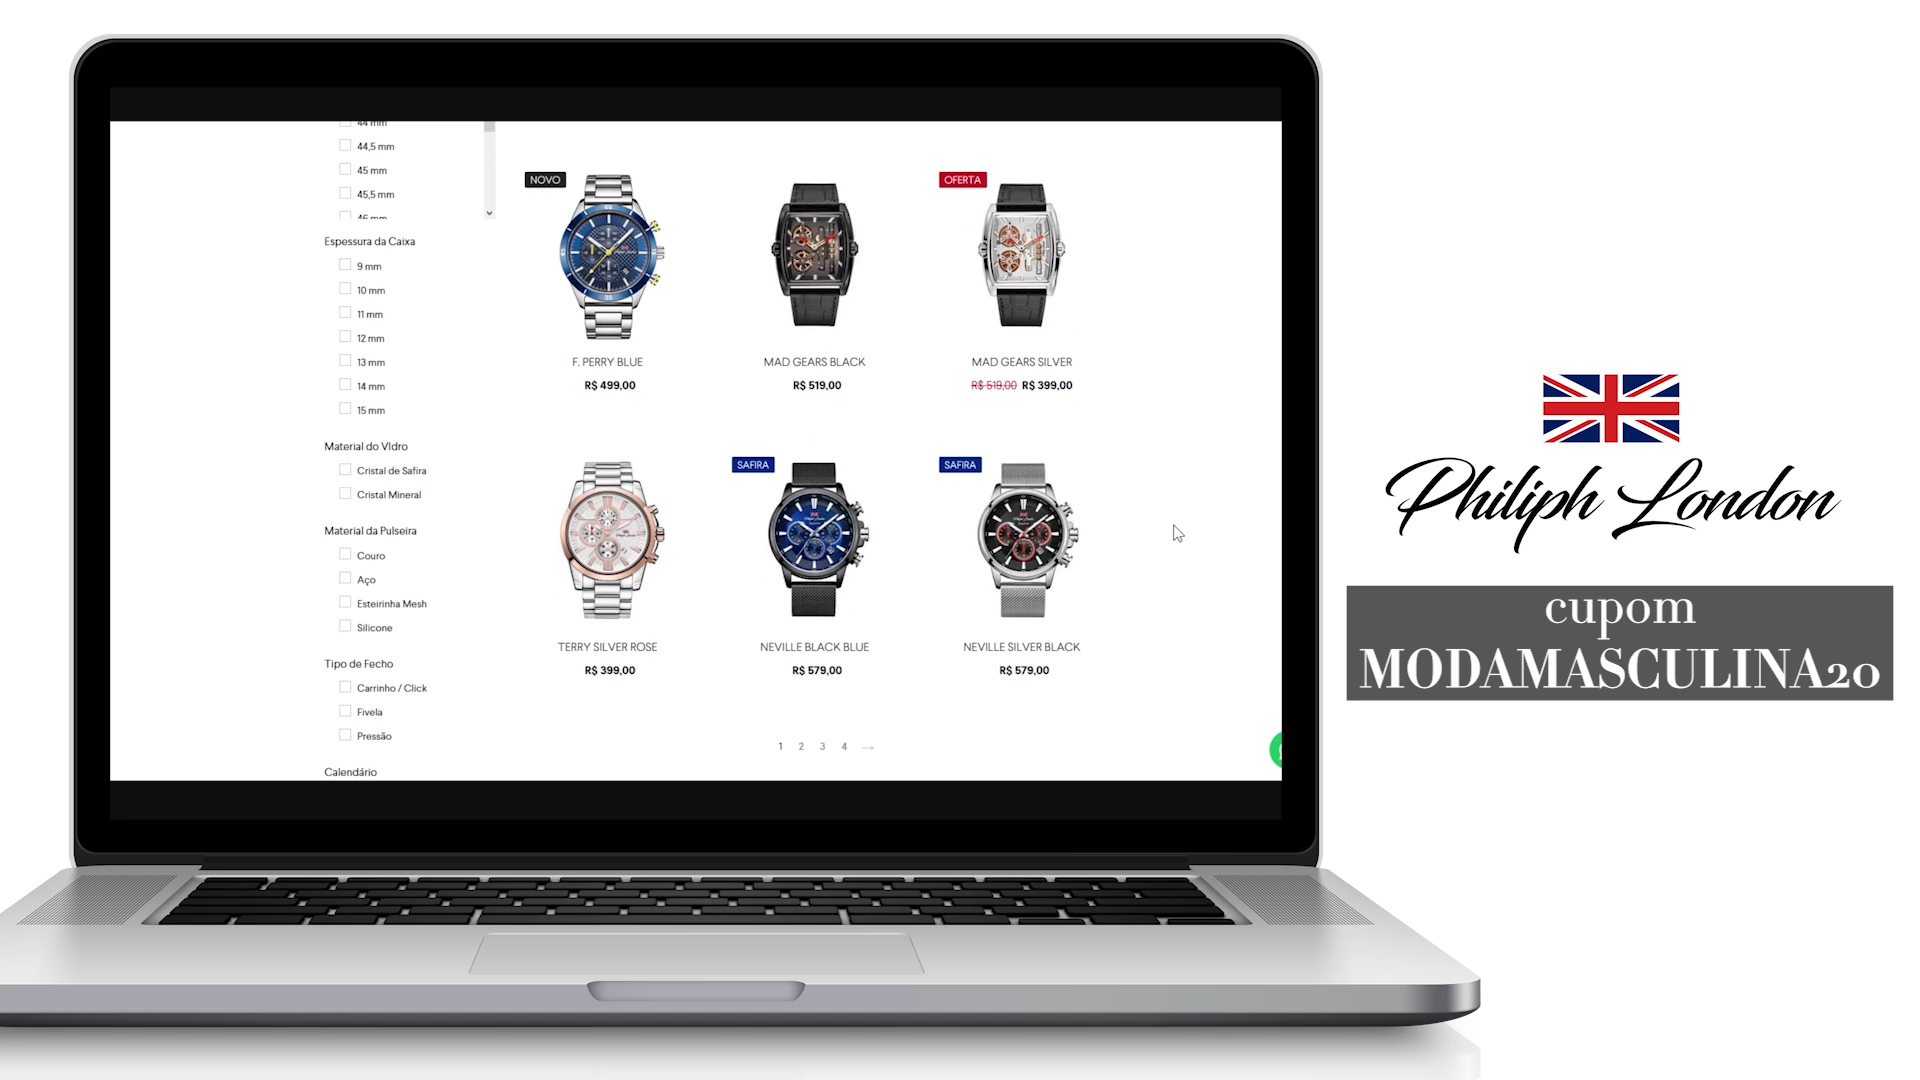 44 mm
44,5 mm
45 mm
45,5 mm
46 mm
Espessura da Caixa
9 mm
10 mm
11 mm
12 mm
13 mm
14 mm
15 mm
Material do VIdro
Cristal de Safira
Cristal Mineral
Material da Pulseira
Couro
Aço
Esteirinha Mesh
Silicone
Tipo de Fecho
Carrinho / Click
Fivela
Pressão
Calendário
NOVO
F. PERRY BLUE
R$ 499,00
MAD GEARS BLACK
R$ 519,00
OFERTA
MAD GEARS SILVER
R$ 519,00 R$ 399,00
TERRY SILVER ROSE
R$ 399,00
SAFIRA
NEVILLE BLACK BLUE
R$ 579,00
SAFIRA
NEVILLE SILVER BLACK
R$ 579,00
1 2 3 4 →
Philiph London
cupom
MODAMASCULINA20